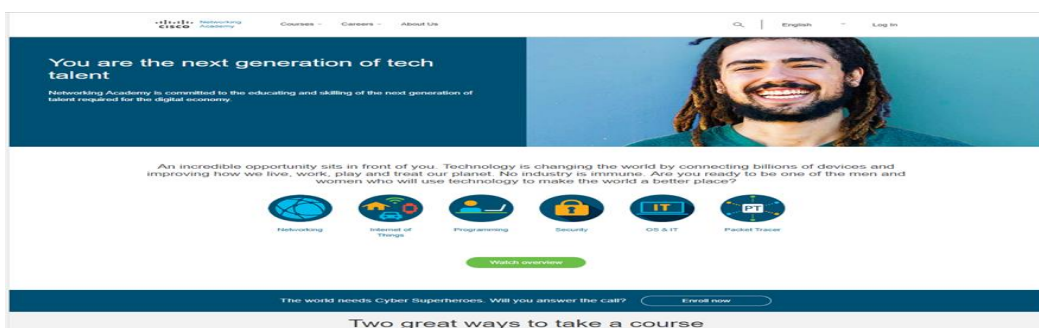 CISCO Networking Academy Courses Careers About Us English Log In
You are the next generation of tech
talent
Networking Academy is committed to the educating and skilling of the next generation of
talent required for the digital economy.
An incredible opportunity sits in front of you. Technology is changing the world by connecting billions of devices and
improving how we live, work, play and treat our planet. No industry is immune. Are you ready to be one of the men and
women who will use technology to make the world a better place?
IT PT
Networking Internet of Things Programming Security OS & IT Packet Tracer
Watch overview
The world needs Cyber Superheroes. Will you answer the call? Enroll now
Two great ways to take a course